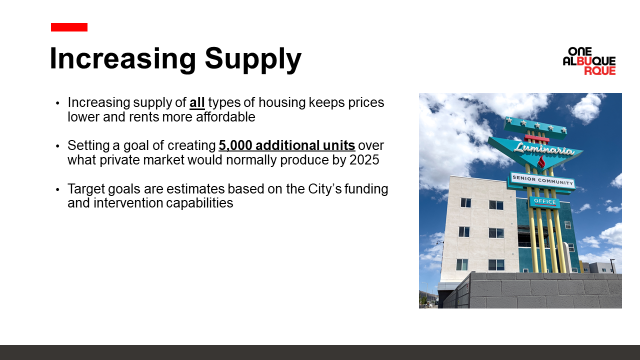 Increasing Supply
ONE
ALBUQUE
RQUE
• Increasing supply of all types of housing keeps prices
lower and rents more affordable
• Setting a goal of creating 5,000 additional units over
what private market would normally produce by 2025
• Target goals are estimates based on the City's funding
and intervention capabilities
Luminaria
SENIOR COMMUNITY
OFFICE